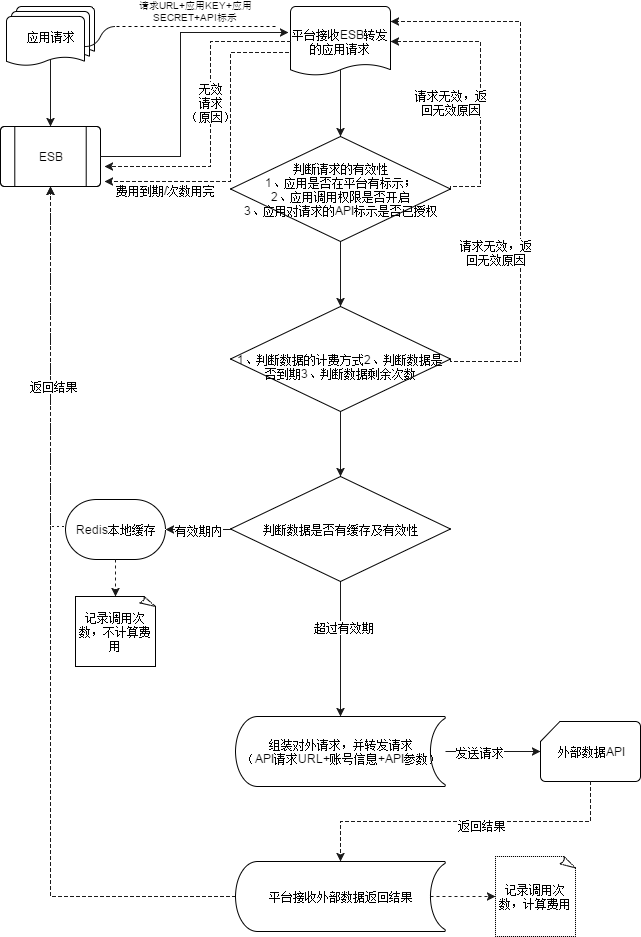 请求URL+应用KEY+应用
SECRET+API标示
应用请求
平台接收ESB转发
的应用请求
无效
请求
（原因）
请求无效，返
回无效原因
ESB
费用到期/次数用完
判断请求的有效性
1、应用是否在平台有标示；
2、应用调用权限是否开启
3、应用对请求的API标示是否已授权
请求无效，返
回无效原因
1、判断数据的计费方式2、判断数据是
否到期3、判断数据剩余次数
返回结果
Redis本地缓存
有效期内
判断数据是否有缓存及有效性
记录调用次
数，不计算费
用
超过有效期
组装对外请求，并转发请求
（API请求URL+账号信息+API参数）
发送请求
外部数据API
返回结果
平台接收外部数据返回结果
记录调用次
数，计算费用